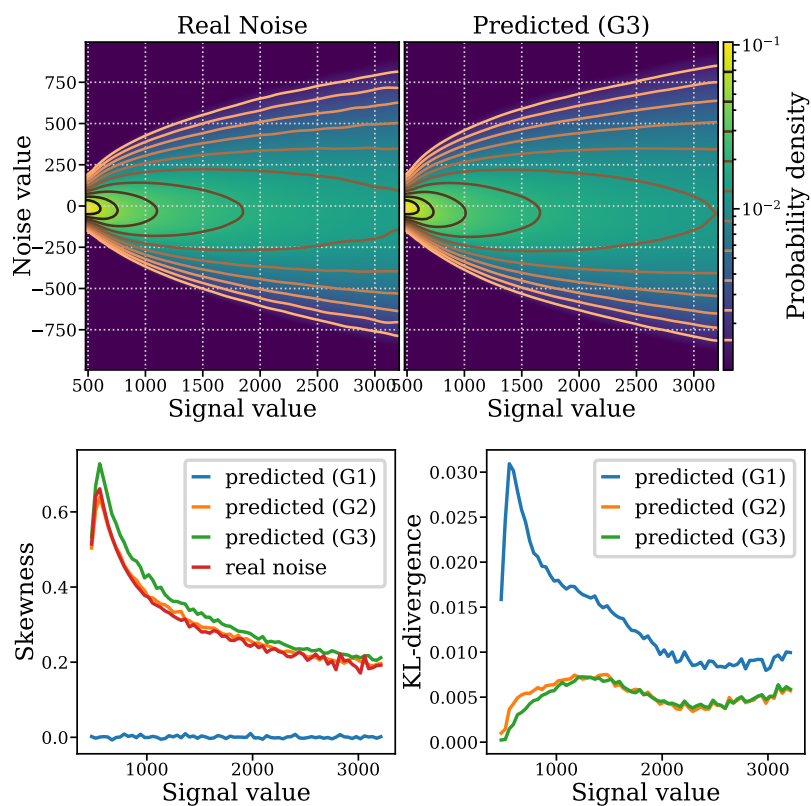 Real Noise
Predicted (G3)
Noise value
750
500
250
0
−250
−500
−750
500
1000
1500
2000
2500
3000
Signal value
500
1000
1500
2000
2500
3000
Signal value
10⁻¹
10⁻²
Probability density
Skewness
0.6
0.4
0.2
0.0
predicted (G1)
predicted (G2)
predicted (G3)
real noise
1000
2000
3000
Signal value
KL-divergence
0.030
0.025
0.020
0.015
0.010
0.005
0.000
predicted (G1)
predicted (G2)
predicted (G3)
1000
2000
3000
Signal value